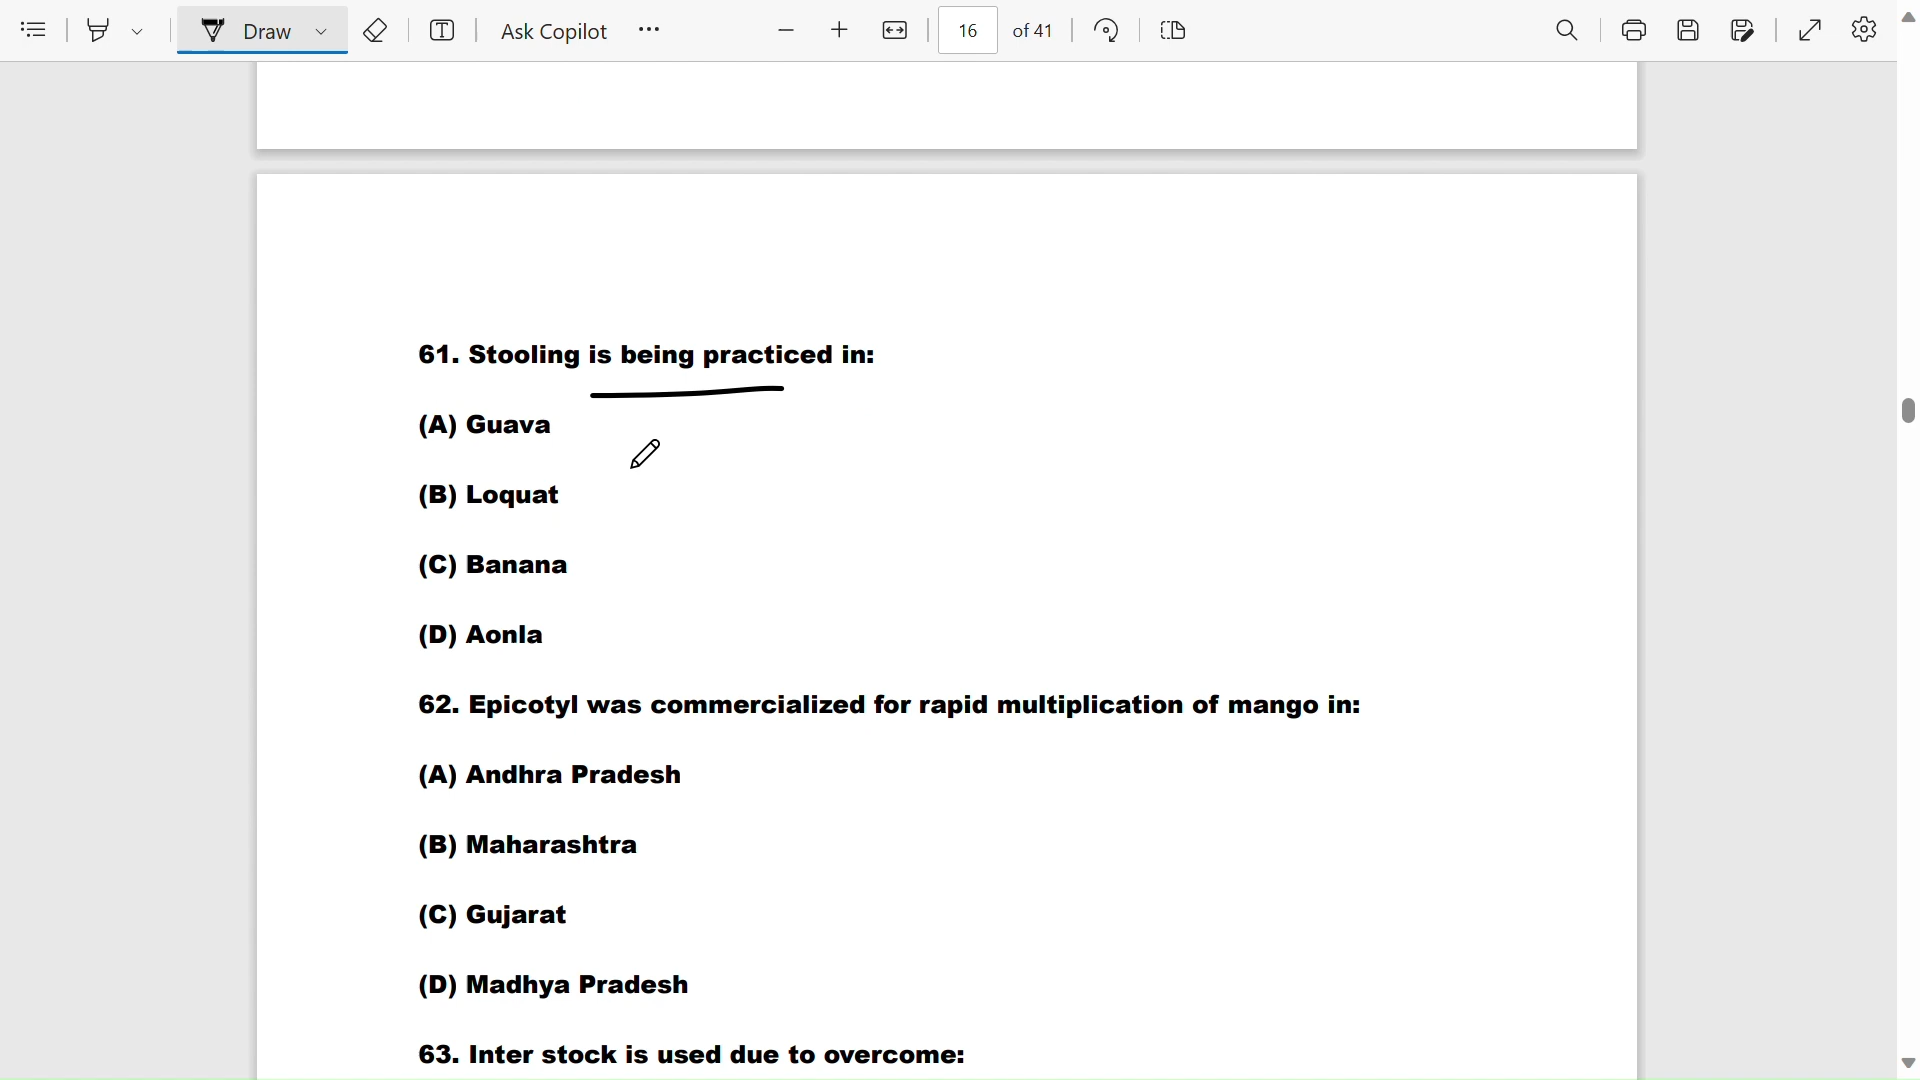 Draw
Ask Copilot
16 of 41
61. Stooling is being practiced in:
(A) Guava
(B) Loquat
(C) Banana
(D) Aonla
62. Epicotyl was commercialized for rapid multiplication of mango in:
(A) Andhra Pradesh
(B) Maharashtra
(C) Gujarat
(D) Madhya Pradesh
63. Inter stock is used due to overcome: